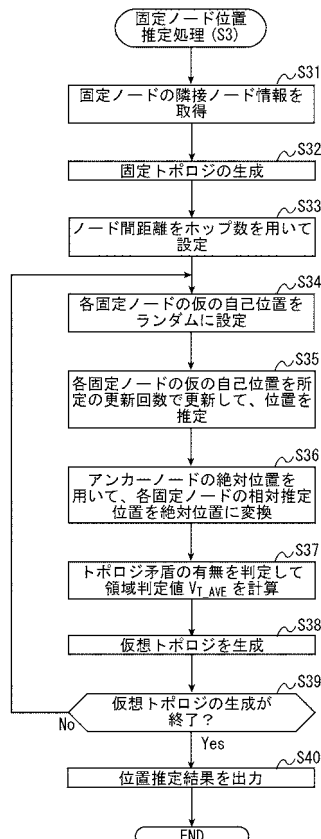 固定ノード位置
推定処理(S3)
S31
固定ノードの隣接ノード情報を
取得
S32
固定トポロジの生成
S33
ノード間距離をホップ数を用いて
設定
S34
各固定ノードの仮の自己位置を
ランダムに設定
S35
各固定ノードの仮の自己位置を所
定の更新回数で更新して、位置を
推定
S36
アンカーノードの絶対位置を
用いて、各固定ノードの相対推定
位置を絶対位置に変換
S37
トポロジ矛盾の有無を判定して
領域判定値 V_T_AVE を計算
S38
仮想トポロジを生成
S39
仮想トポロジの生成が
終了?
No
Yes
S40
位置推定結果を出力
END